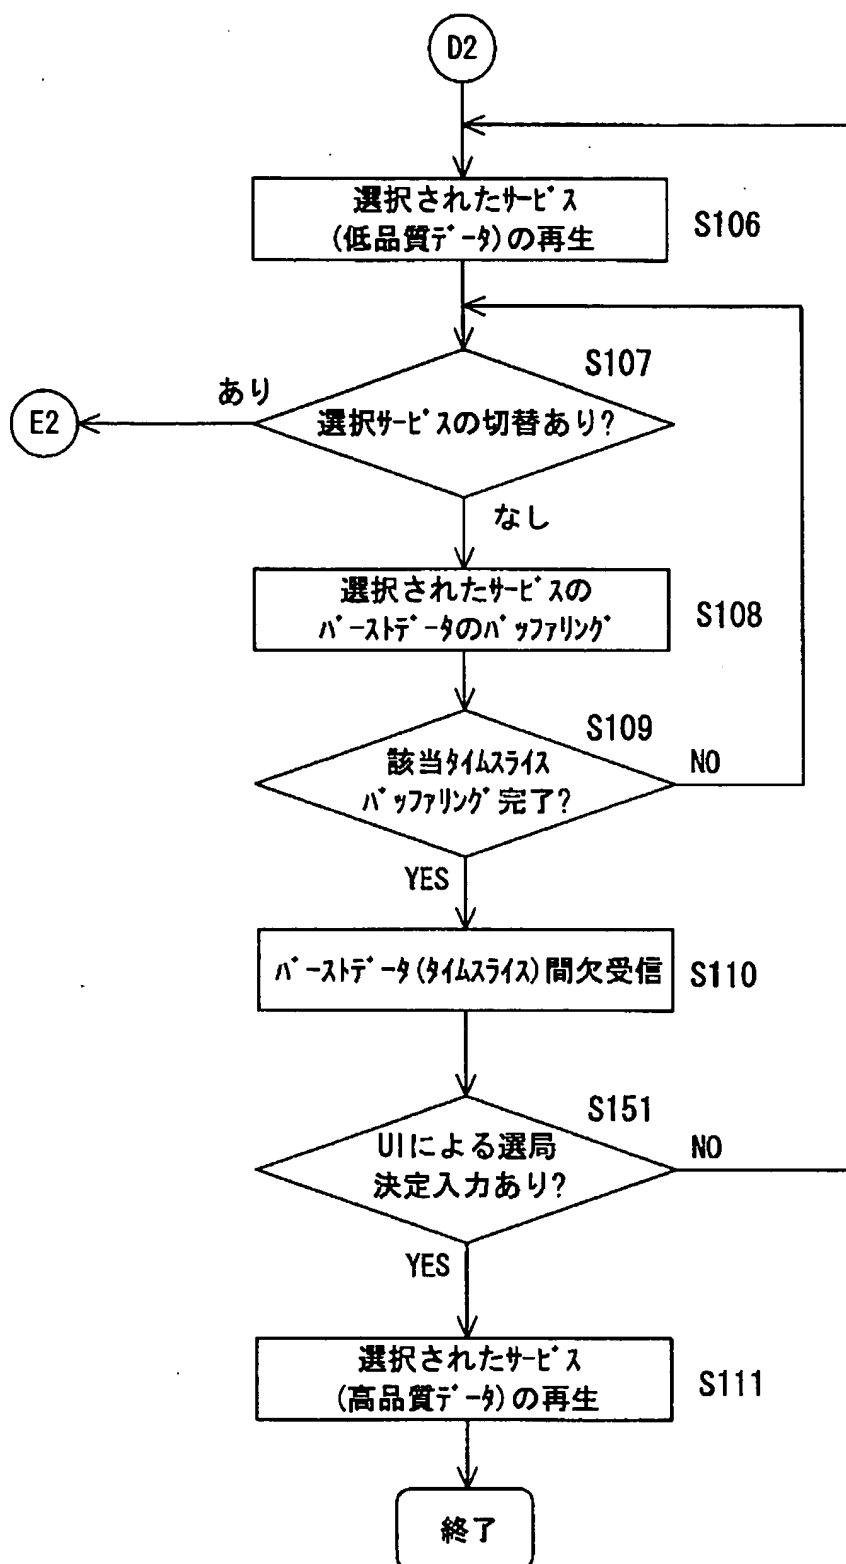 D2
選択されたサービス
(低品質データ)の再生
S106
S107
あり
E2
選択サービスの切替あり?
なし
選択されたサービスの
バーストデータのバッファリング
S108
S109
該当タイムスライス
バッファリング完了?
NO
YES
バーストデータ(タイムスライス)間欠受信
S110
S151
UIによる選局
決定入力あり?
NO
YES
選択されたサービス
(高品質データ)の再生
S111
終了